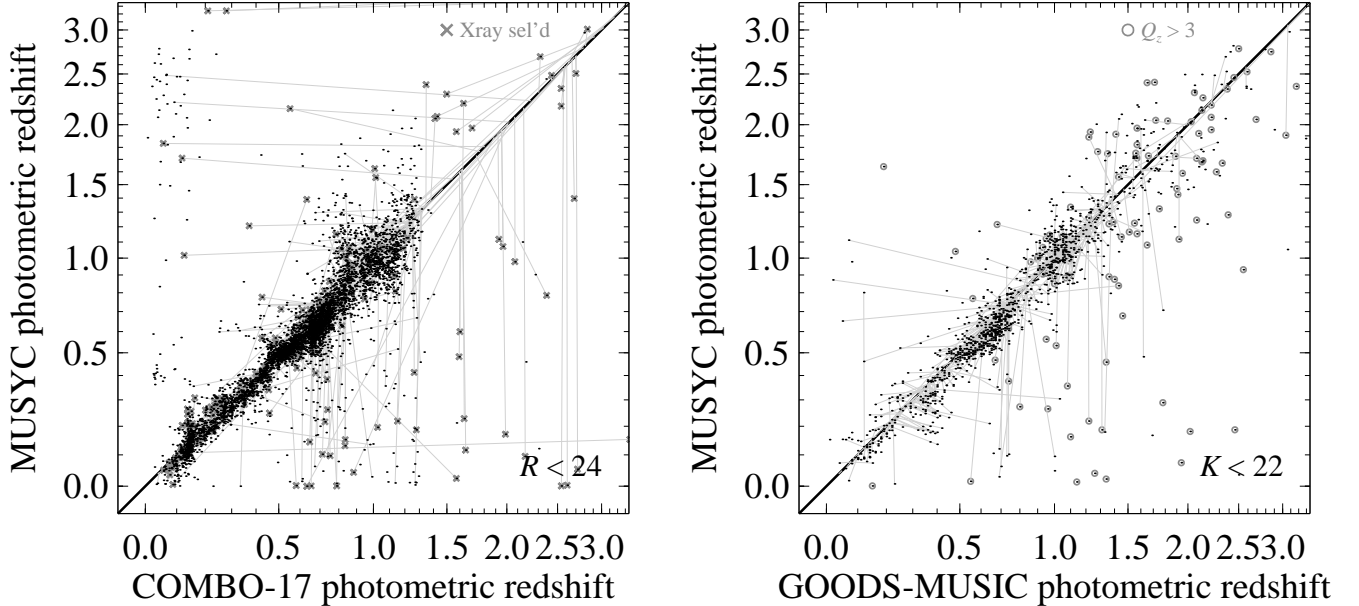 MUSYC photometric redshift
3.0
2.5
2.0
1.5
1.0
0.5
0.0
Xray sel'd
R < 24
0.0 0.5 1.0 1.5 2.0 2.5 3.0
COMBO-17 photometric redshift
MUSYC photometric redshift
3.0
2.5
2.0
1.5
1.0
0.5
0.0
Q_z > 3
K < 22
0.0 0.5 1.0 1.5 2.0 2.5 3.0
GOODS-MUSIC photometric redshift